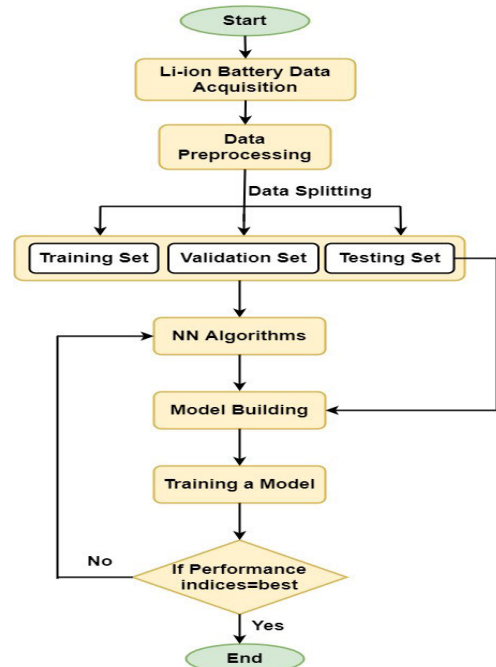 Start
Li-ion Battery Data
Acquisition
Data
Preprocessing
Data Splitting
Training Set
Validation Set
Testing Set
NN Algorithms
Model Building
Training a Model
No
If Performance
indices=best
Yes
End